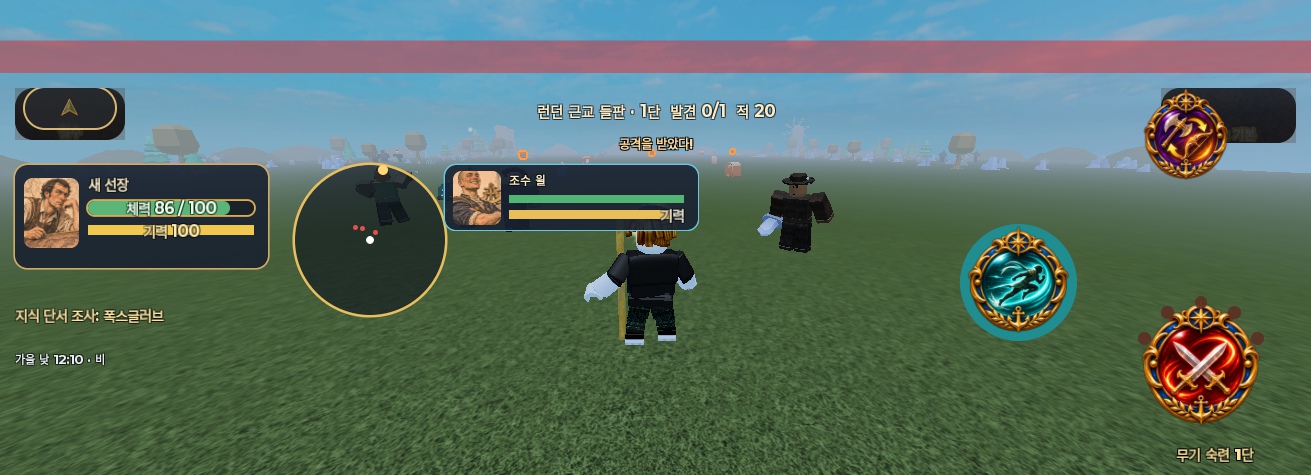 런던 근교 들판 · 1단 발견 0/1 적 20
공격을 받았다!
기본
새 선장
체력 86 / 100
기력 100
조수 윌
기력
지식 단서 조사: 폭스글러브
가을 낮 12:10 · 비
무기 숙련 1단